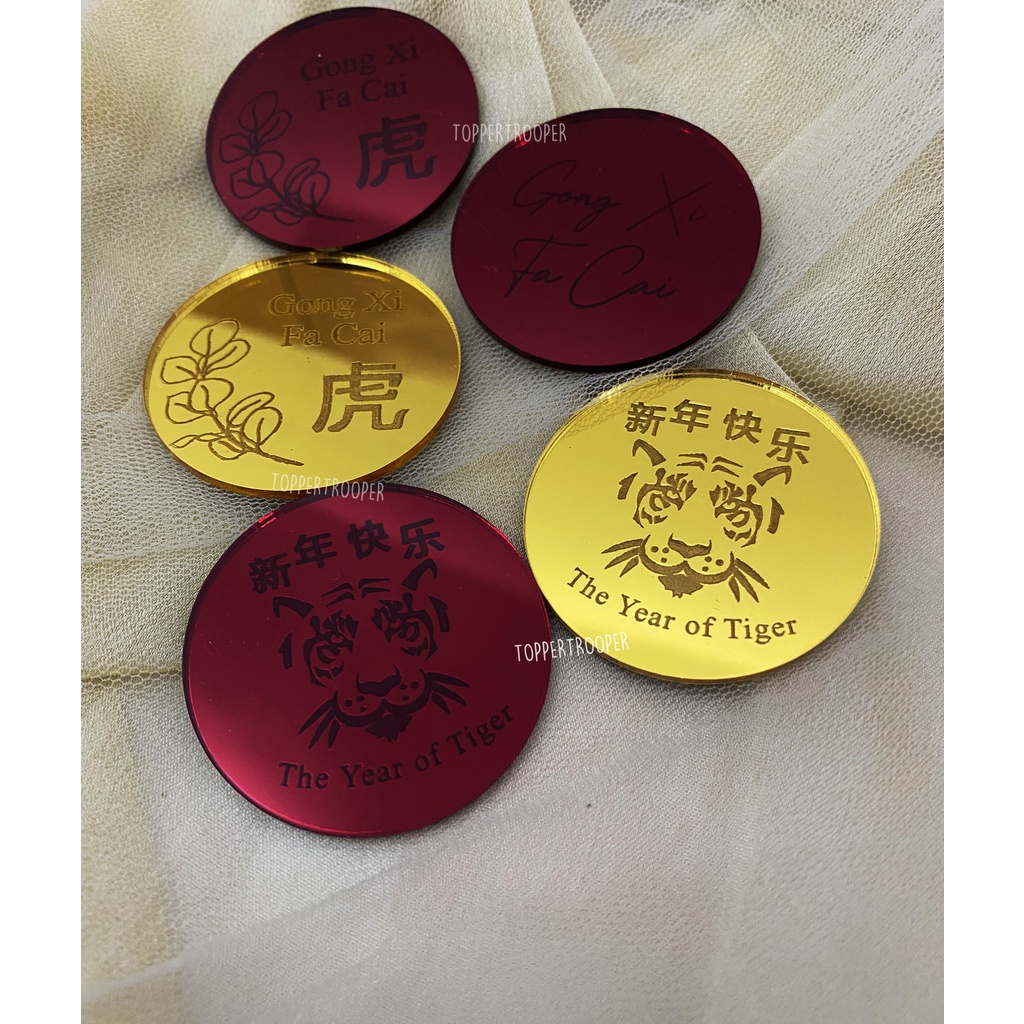 Gong Xi
Fa Cai
虎
TOPPERTROOPER
Gong Xi
Fa Cai
Gong Xi
Fa Cai
虎
TOPPERTROOPER
新年快乐
The Year of Tiger
新年快乐
The Year of Tiger
TOPPERTROOPER